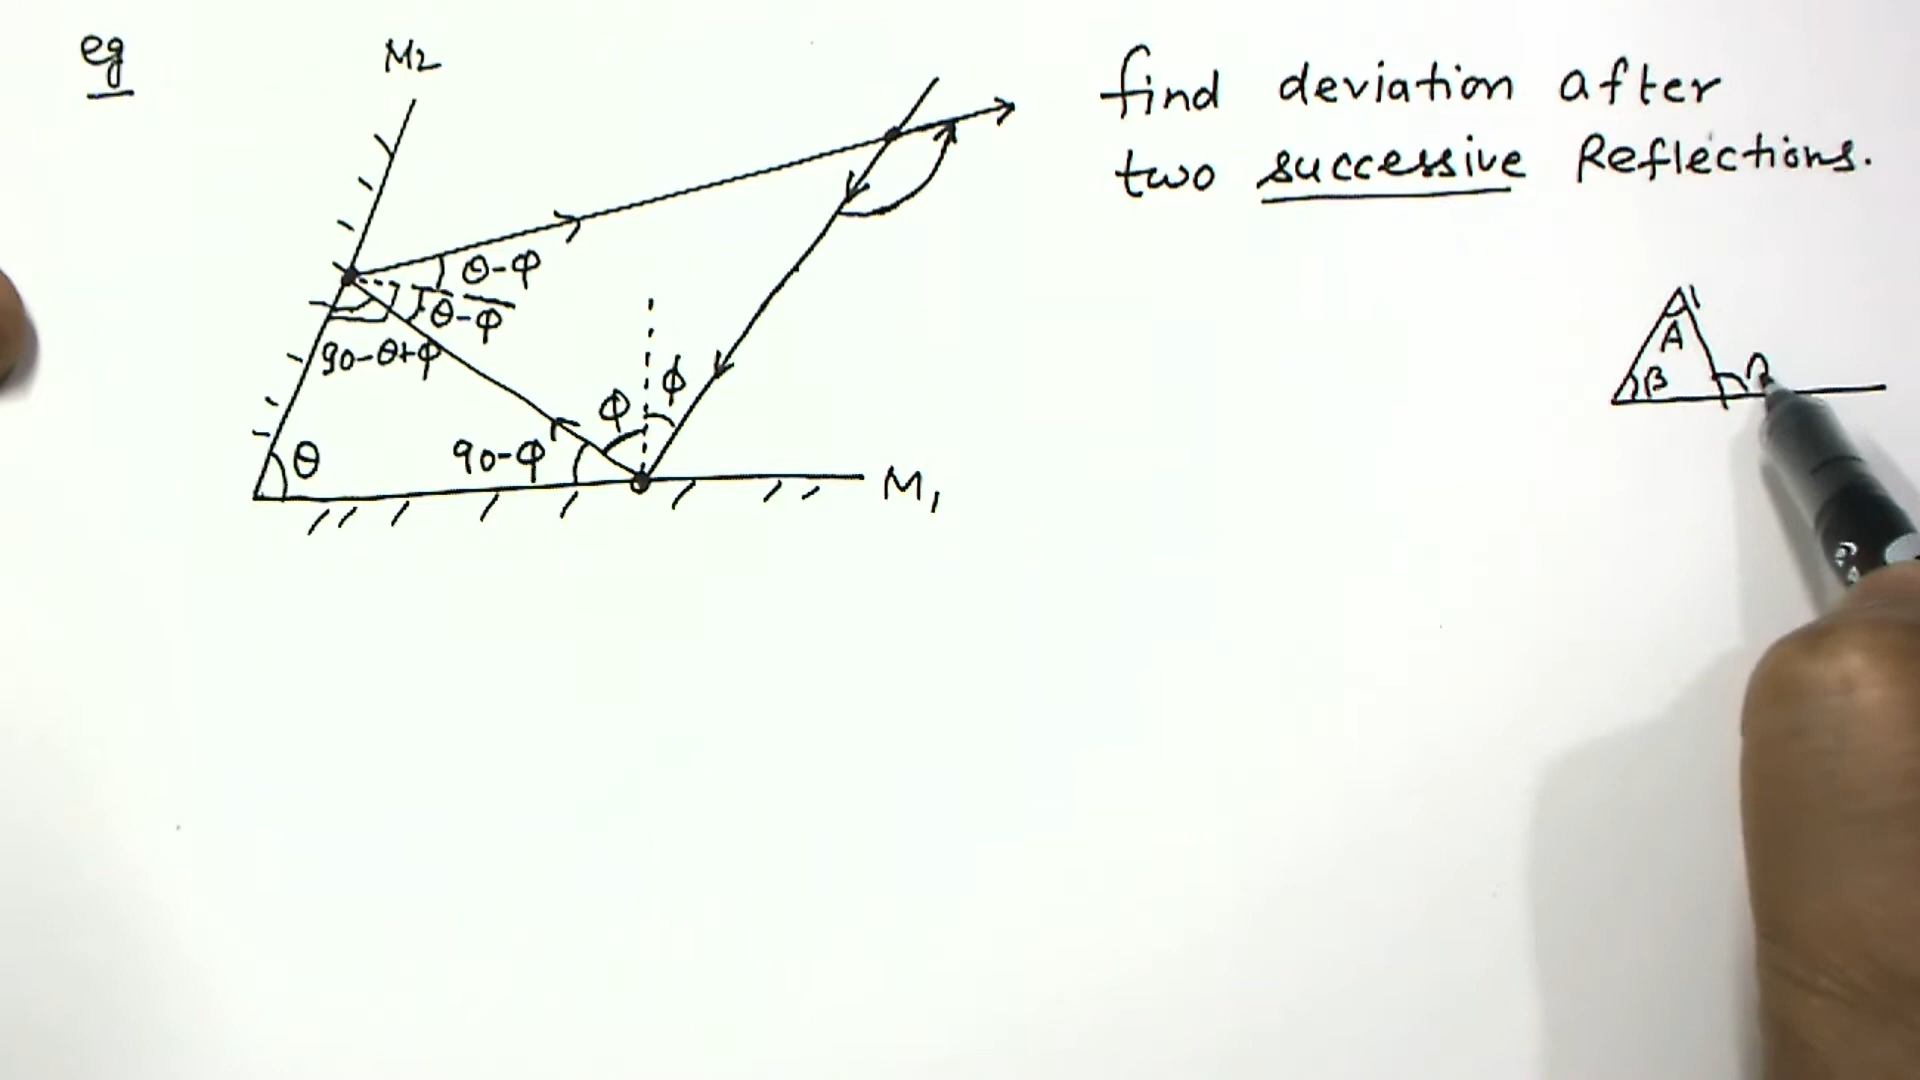 eg
M2
find deviation after
two successive Reflections.
θ-φ
θ-φ
90-θ+φ
φ
φ
90-φ
θ
M1
A
B